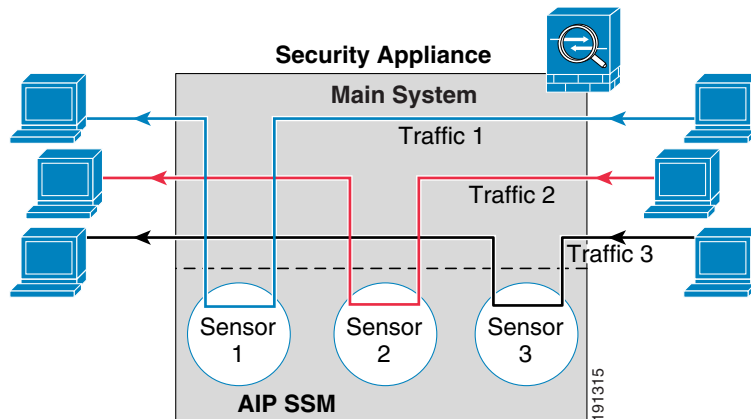 Security Appliance
Main System
Traffic 1
Traffic 2
Traffic 3
Sensor
1
Sensor
2
Sensor
3
AIP SSM
191315